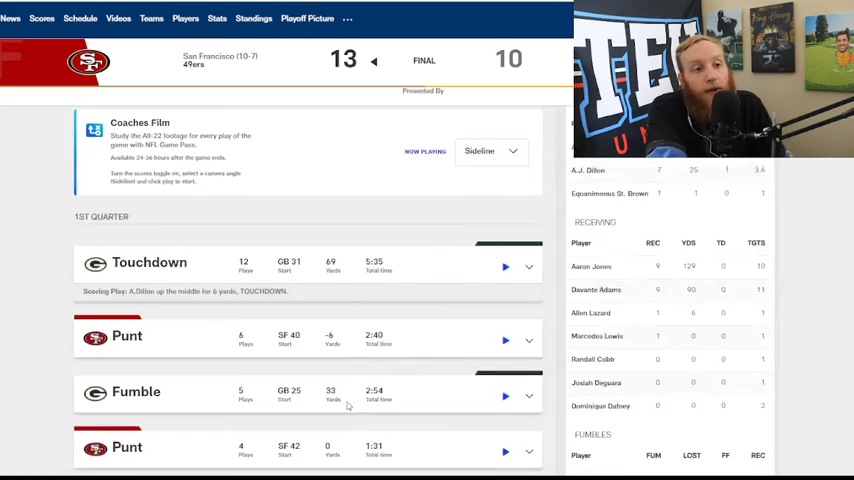 News Scores Schedule Videos Teams Players Stats Standings Playoff Picture ...
San Francisco (10-7)
49ers
13
FINAL
10
Presented By
Coaches Film
Study the All-22 footage for every play of the
game with NFL Game Pass.
Available 24-36 hours after the game ends.
Turn the scores toggle on, select a camera angle
(Sideline) and click play to start.
NOW PLAYING
Sideline
1ST QUARTER
Touchdown 12 GB 31 69 5:35
Plays Start Yards Total time
Scoring Play: A.Dillon up the middle for 6 yards, TOUCHDOWN.
Punt 6 SF 40 -6 2:40
Plays Start Yards Total time
Fumble 5 GB 25 33 2:54
Plays Start Yards Total time
Punt 4 SF 42 0 1:31
Plays Start Yards Total time
A.J. Dillon 7 25 1 3.6
Equanimeous St. Brown 1 1 0 1
RECEIVING
Player REC YDS TD TGTS
Aaron Jones 9 129 0 10
Davante Adams 9 90 0 11
Allen Lazard 1 6 0 1
Marcedes Lewis 1 0 0 1
Randall Cobb 0 0 0 1
Josiah Deguara 0 0 0 1
Dominique Dafney 0 0 0 2
FUMBLES
Player FUM LOST FF REC
King Henry